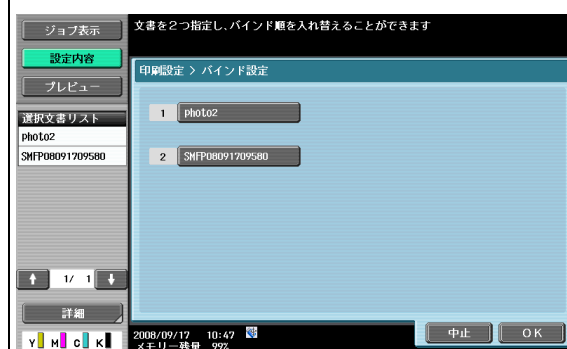 ジョブ表示
設定内容
プレビュー
選択文書リスト
photo2
SMFP08091709580
1/ 1
詳細
Y M C K
文書を2つ指定し、バインド順を入れ替えることができます
印刷設定 > バインド設定
1 photo2
2 SMFP08091709580
2008/09/17 10:47
メモリー残量 99%
中止 OK